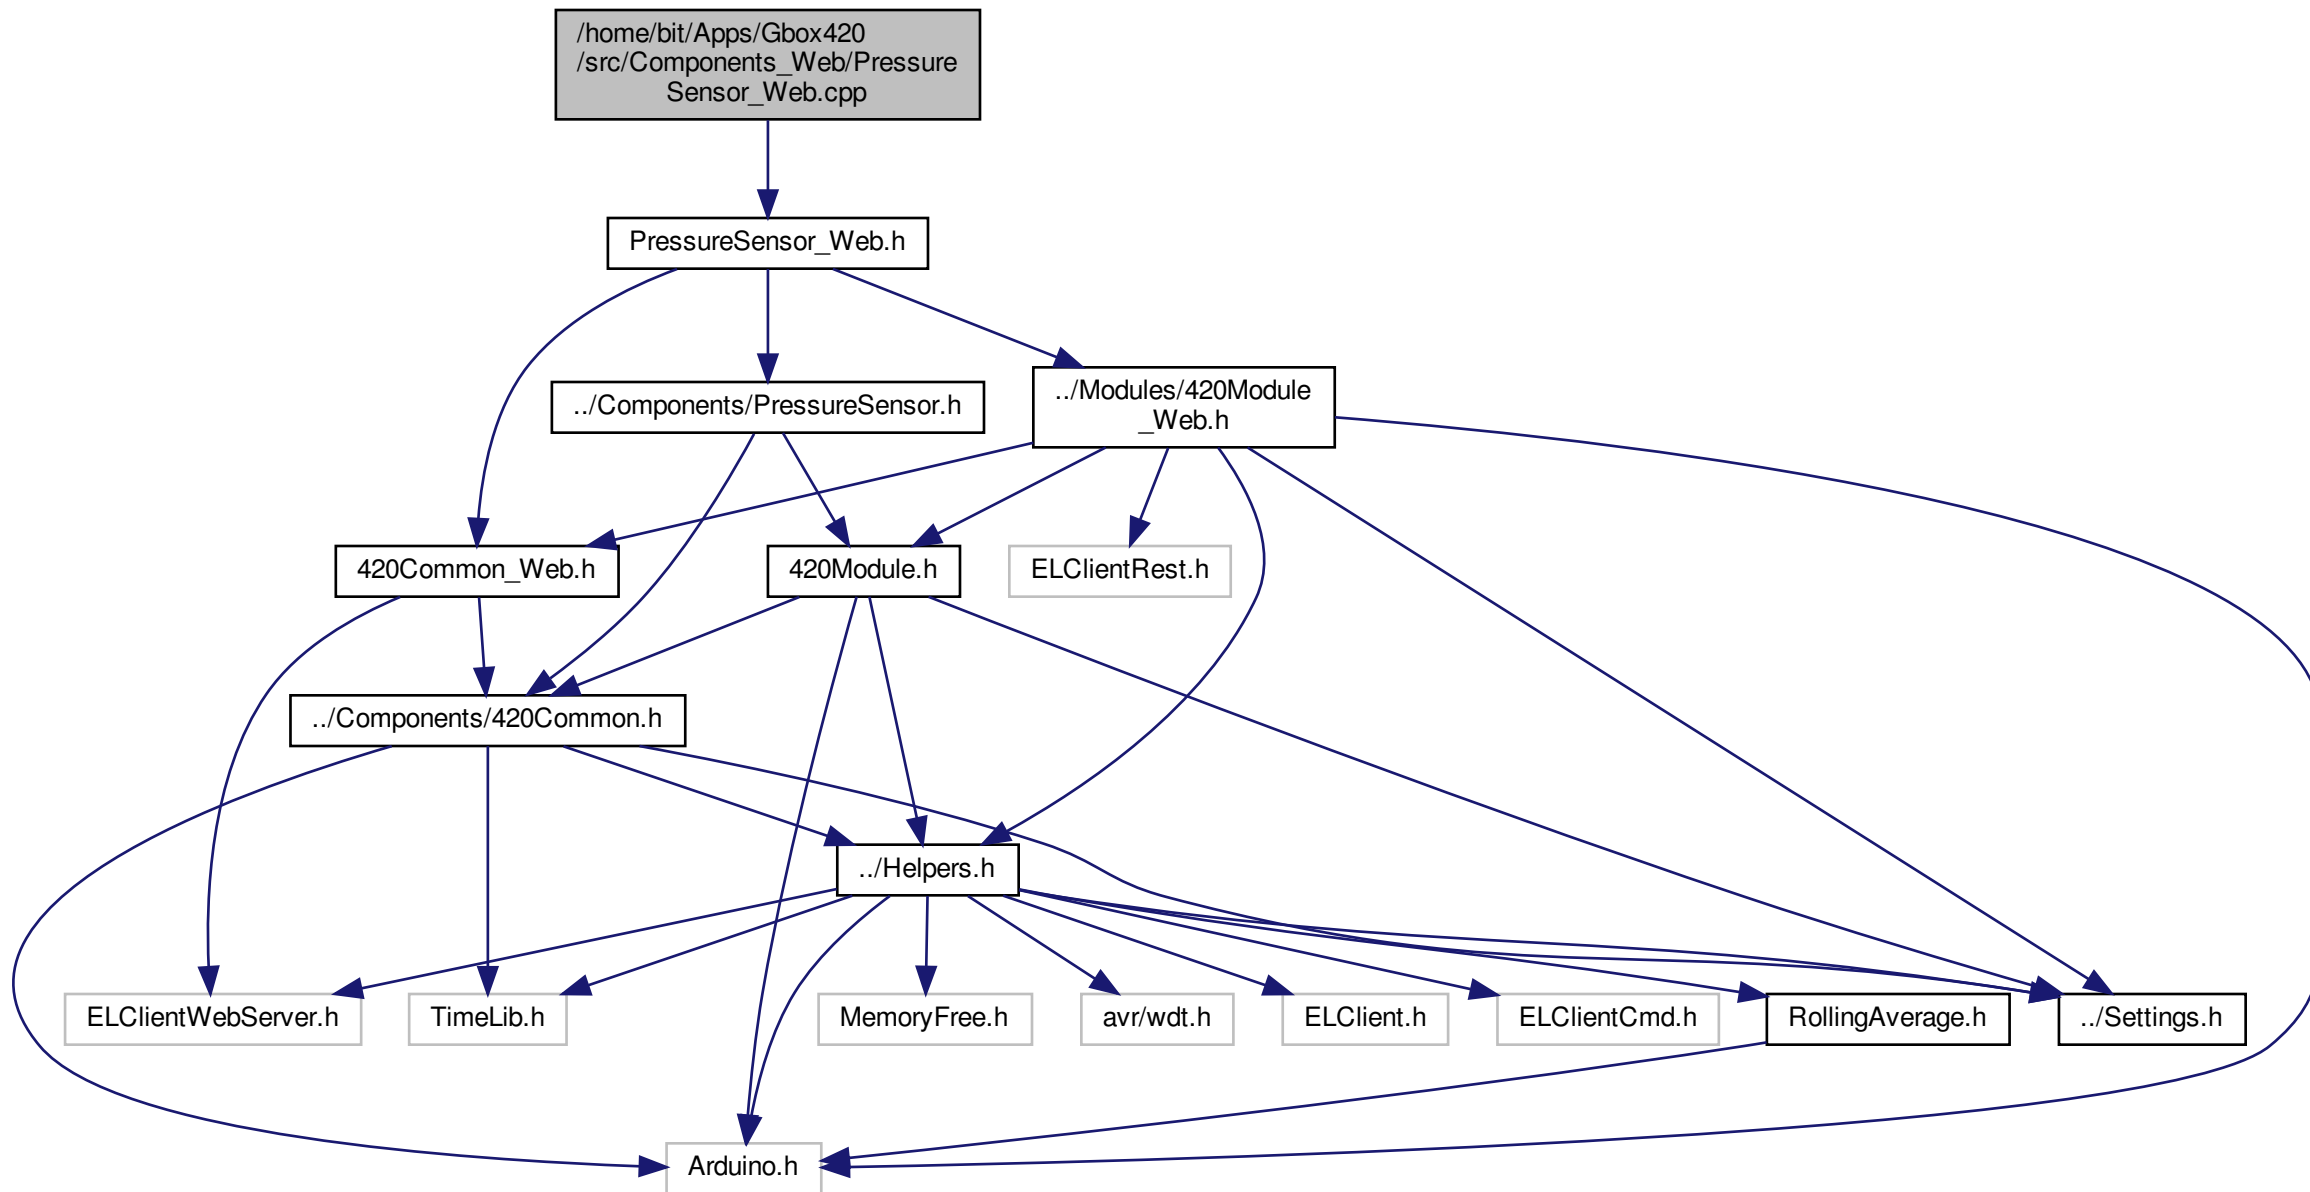 /home/bit/Apps/Gbox420
/src/Components_Web/Pressure
Sensor_Web.cpp
PressureSensor_Web.h
../Components/PressureSensor.h
../Modules/420Module
_Web.h
420Common_Web.h
420Module.h
ELClientRest.h
../Components/420Common.h
../Helpers.h
ELClientWebServer.h
TimeLib.h
MemoryFree.h
avr/wdt.h
ELClient.h
ELClientCmd.h
RollingAverage.h
../Settings.h
Arduino.h